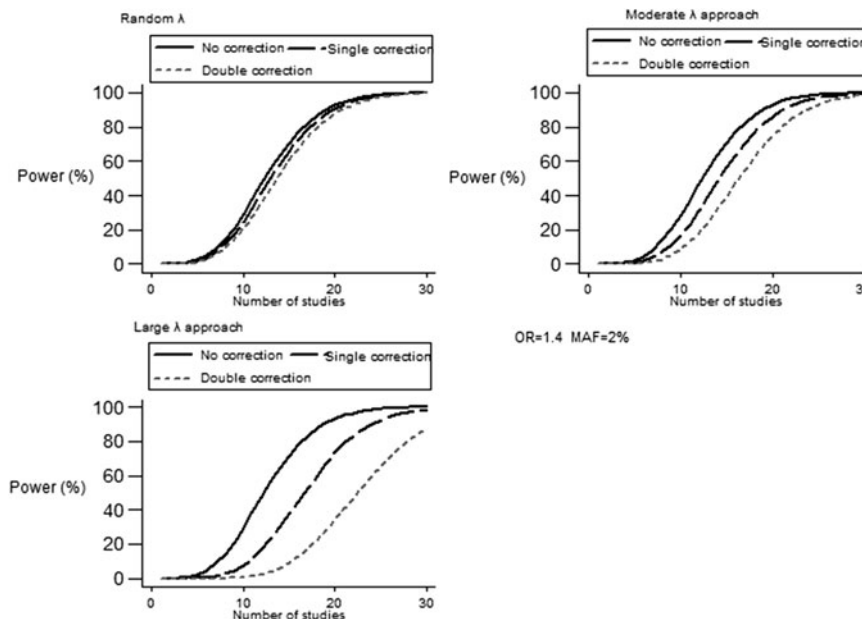 Random λ
No correction
Single correction
Double correction
100
80
60
Power (%)
40
20
0
0
10
20
30
Number of studies
Moderate λ approach
No correction
Single correction
Double correction
100
80
60
Power (%)
40
20
0
0
10
20
30
Number of studies
Large λ approach
No correction
Single correction
Double correction
100
80
60
Power (%)
40
20
0
0
10
20
30
Number of studies
OR=1.4 MAF=2%